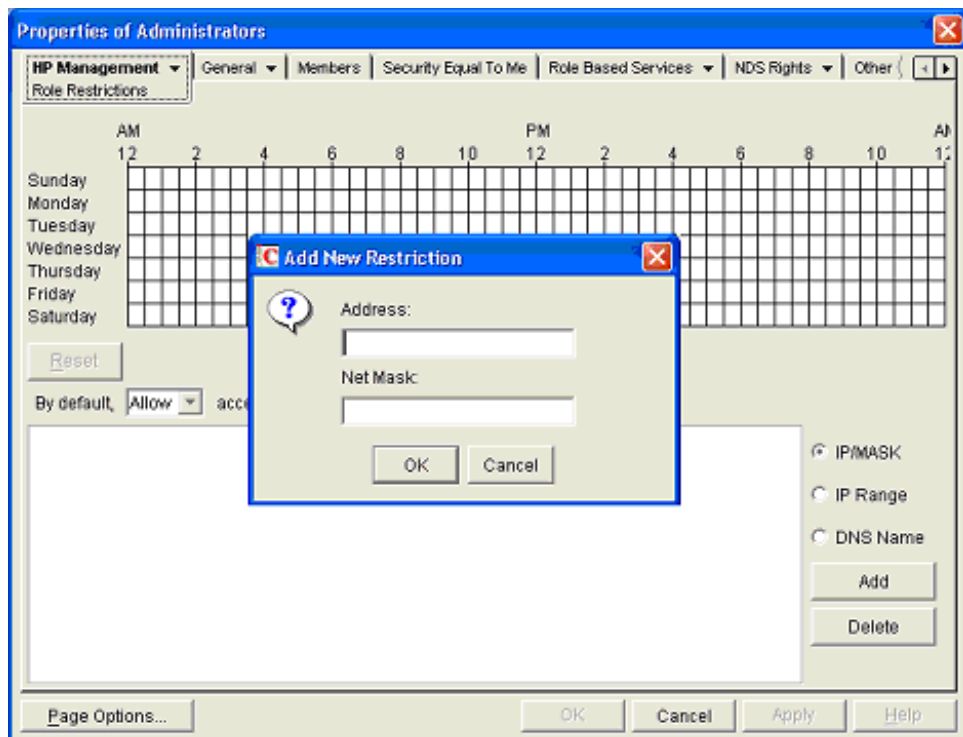 Properties of Administrators
HP Management General Members Security Equal To Me Role Based Services NDS Rights Other
Role Restrictions
AM PM
12 2 4 6 8 10 12 2 4 6 8 10
Sunday
Monday
Tuesday
Wednesday
Thursday
Friday
Saturday
Add New Restriction
Address:
Net Mask:
OK Cancel
Reset
By default, Allow
IP/MASK
IP Range
DNS Name
Add
Delete
Page Options... OK Cancel Apply Help